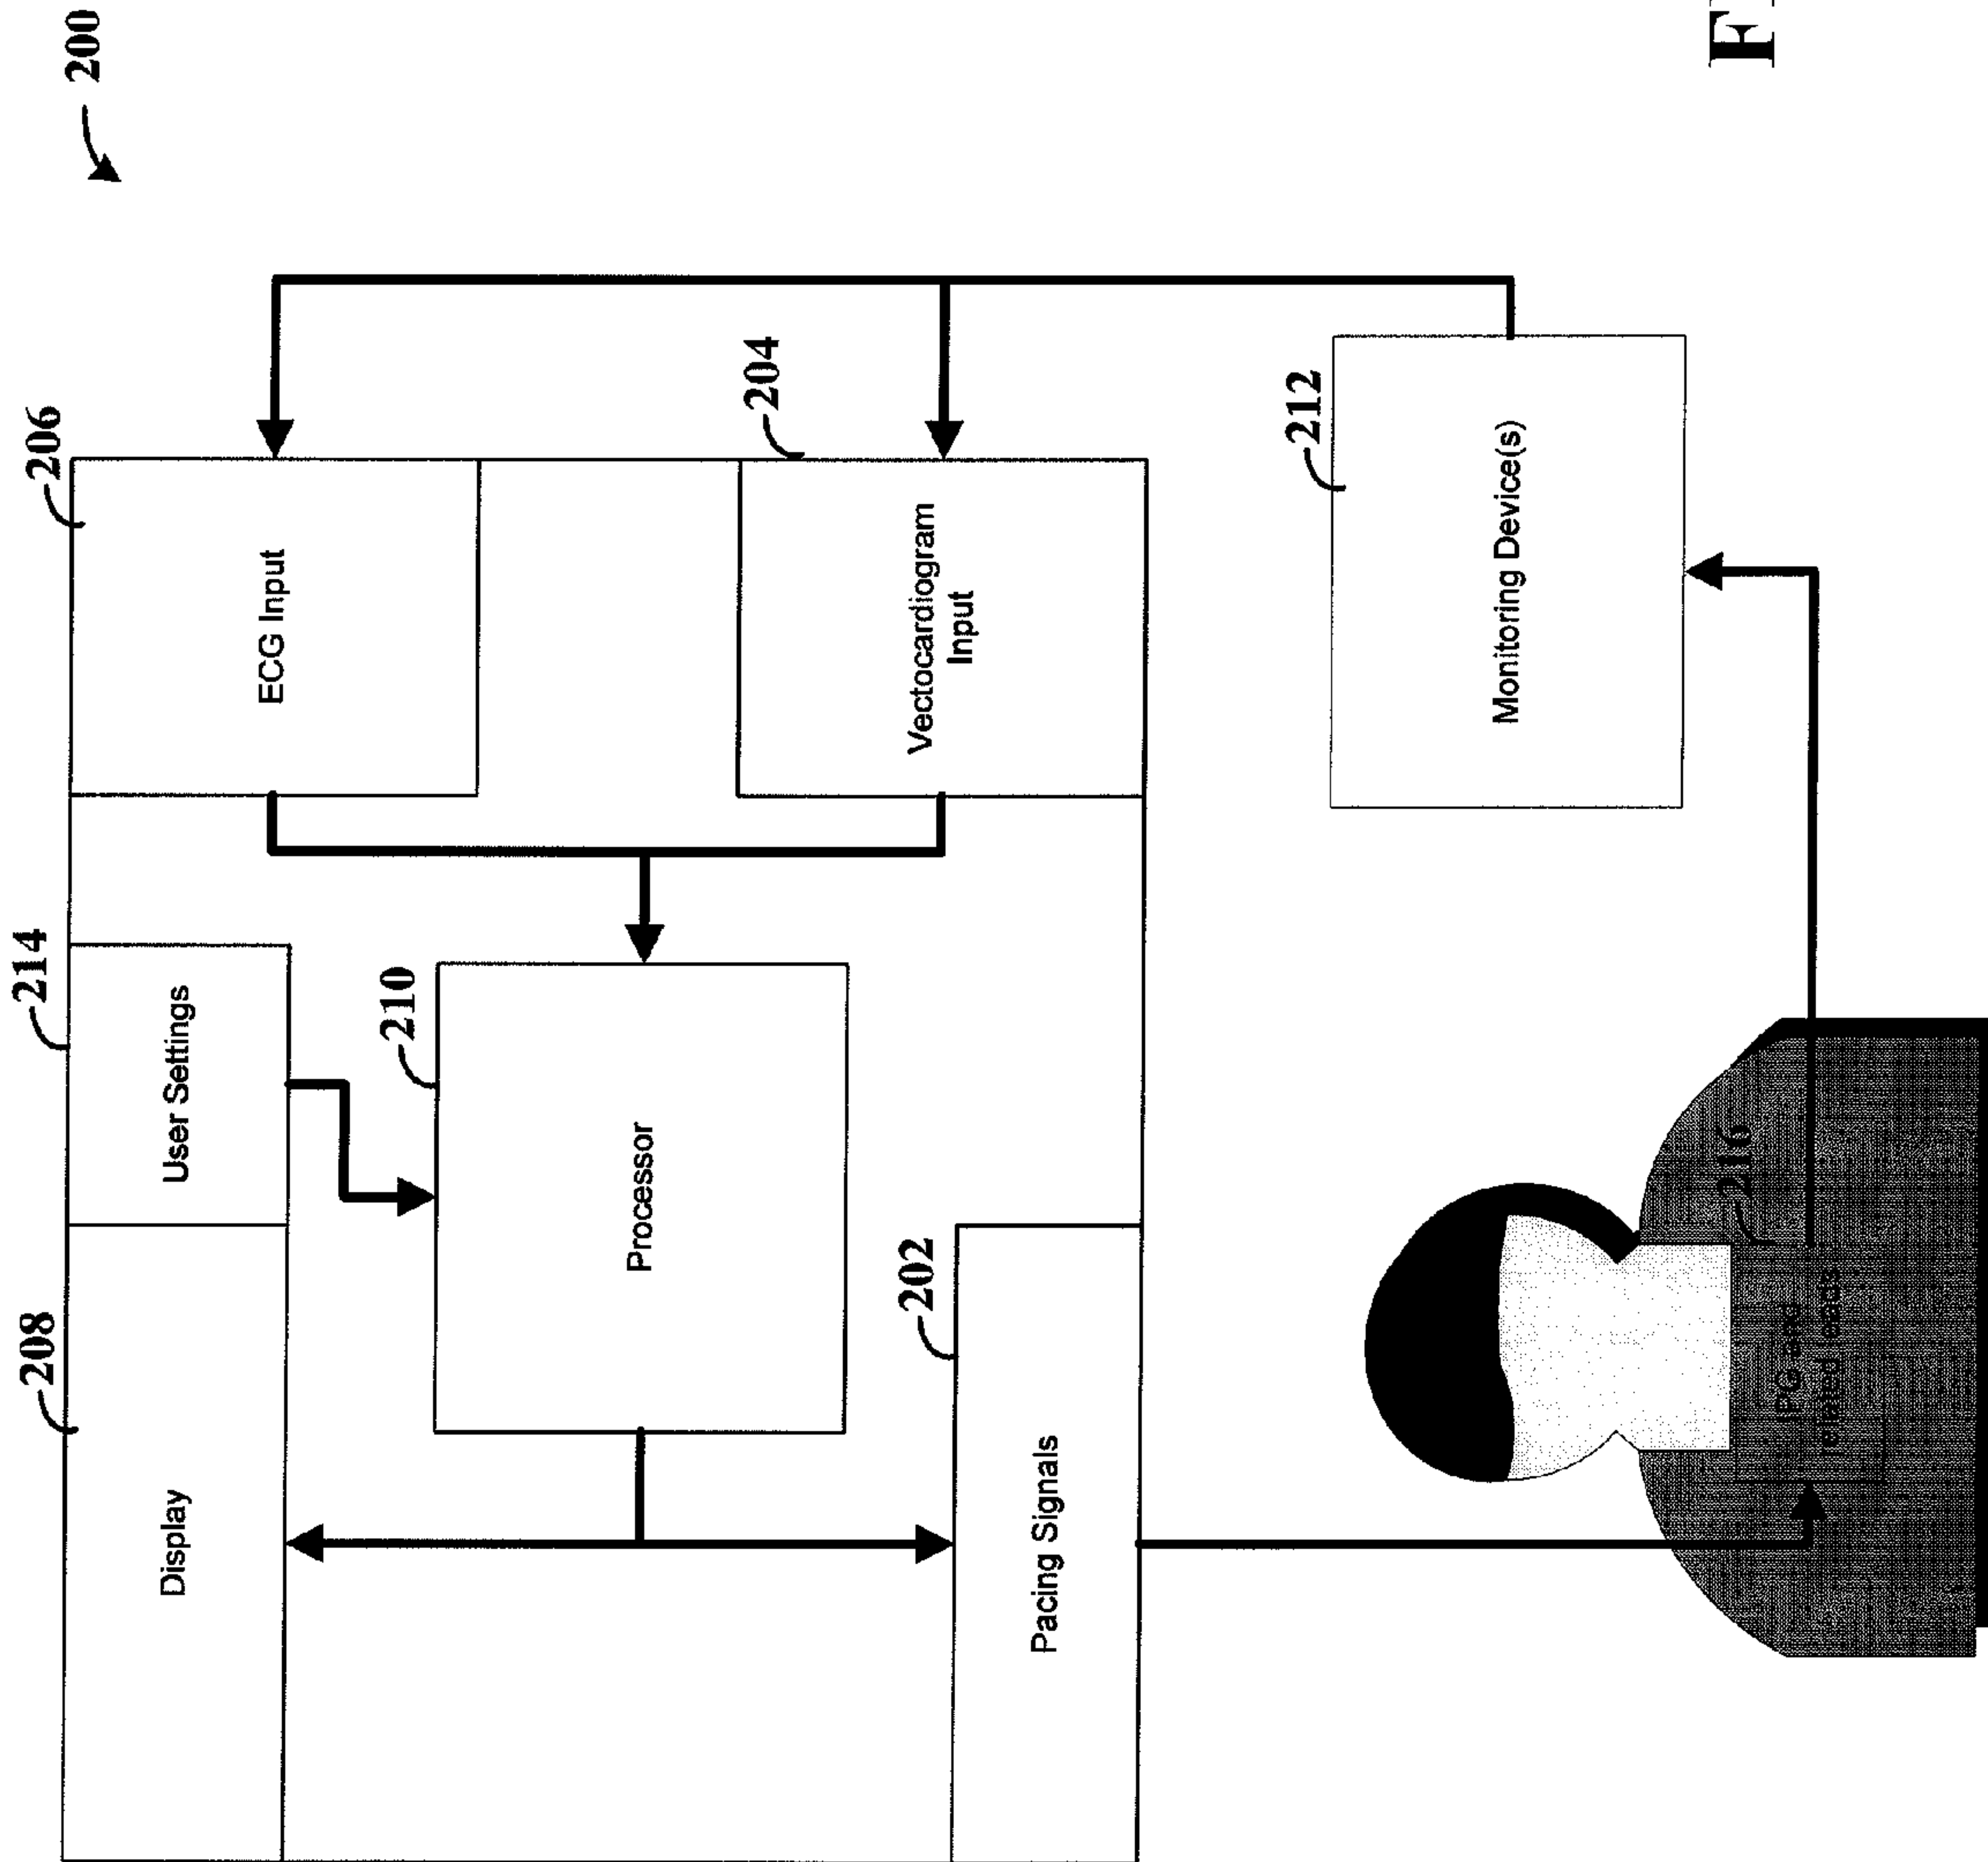 200
206
ECG Input
204
Vectocardiogram
Input
212
Monitoring Device(s)
214
User Settings
210
Processor
208
Display
202
Pacing Signals
216
IPG and
related leads
F